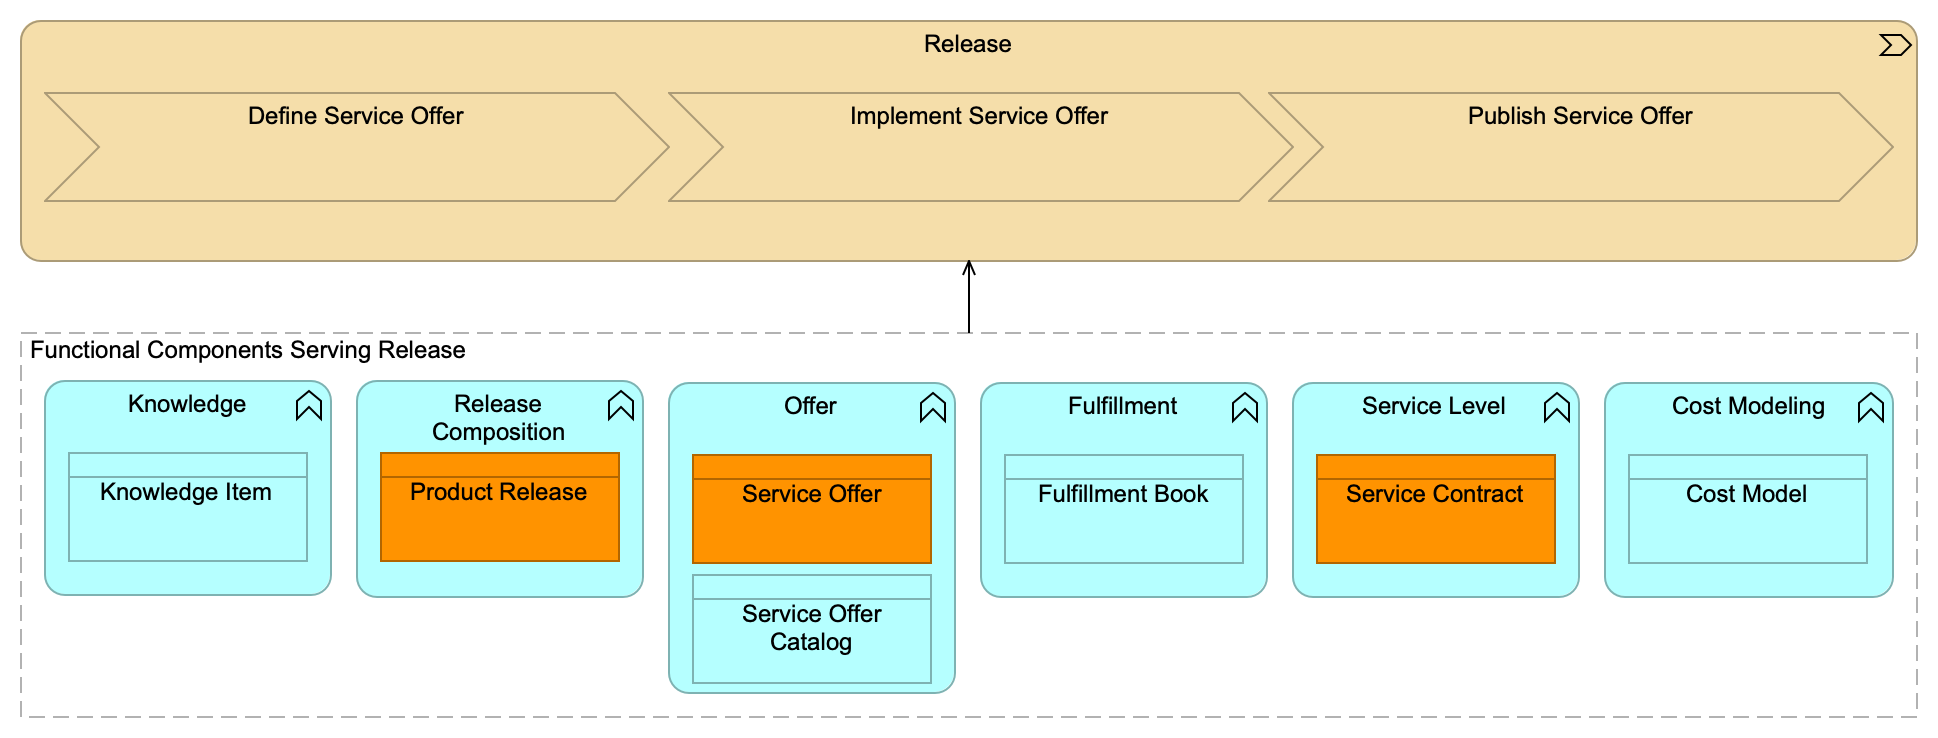 Release
Define Service Offer
Implement Service Offer
Publish Service Offer
Functional Components Serving Release
Knowledge
Knowledge Item
Release
Composition
Product Release
Offer
Service Offer
Service Offer
Catalog
Fulfillment
Fulfillment Book
Service Level
Service Contract
Cost Modeling
Cost Model